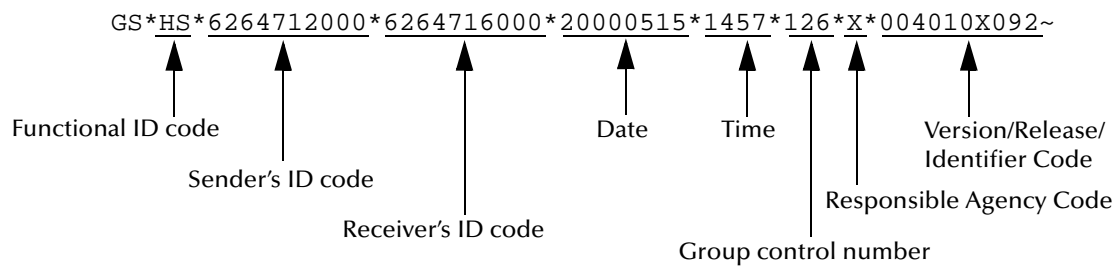 GS*HS*6264712000*6264716000*20000515*1457*126*X*004010X092~
Functional ID code
Date
Time
Version/Release/
Identifier Code
Sender's ID code
Responsible Agency Code
Receiver's ID code
Group control number